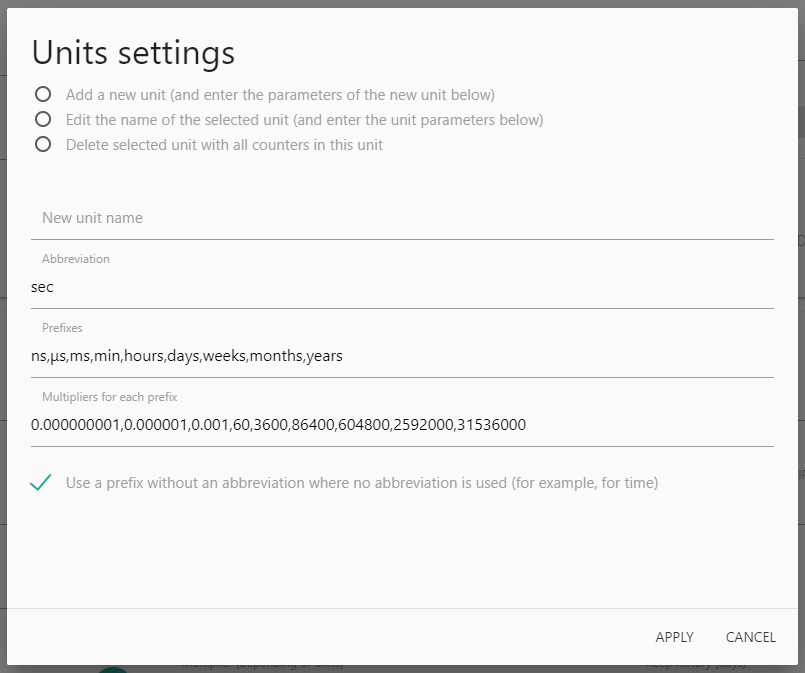 Units settings
Add a new unit (and enter the parameters of the new unit below)
Edit the name of the selected unit (and enter the unit parameters below)
Delete selected unit with all counters in this unit
New unit name
Abbreviation
sec
Prefixes
ns,µs,ms,min,hours,days,weeks,months,years
Multipliers for each prefix
0.000000001,0.000001,0.001,60,3600,86400,604800,2592000,31536000
Use a prefix without an abbreviation where no abbreviation is used (for example, for time)
APPLY CANCEL